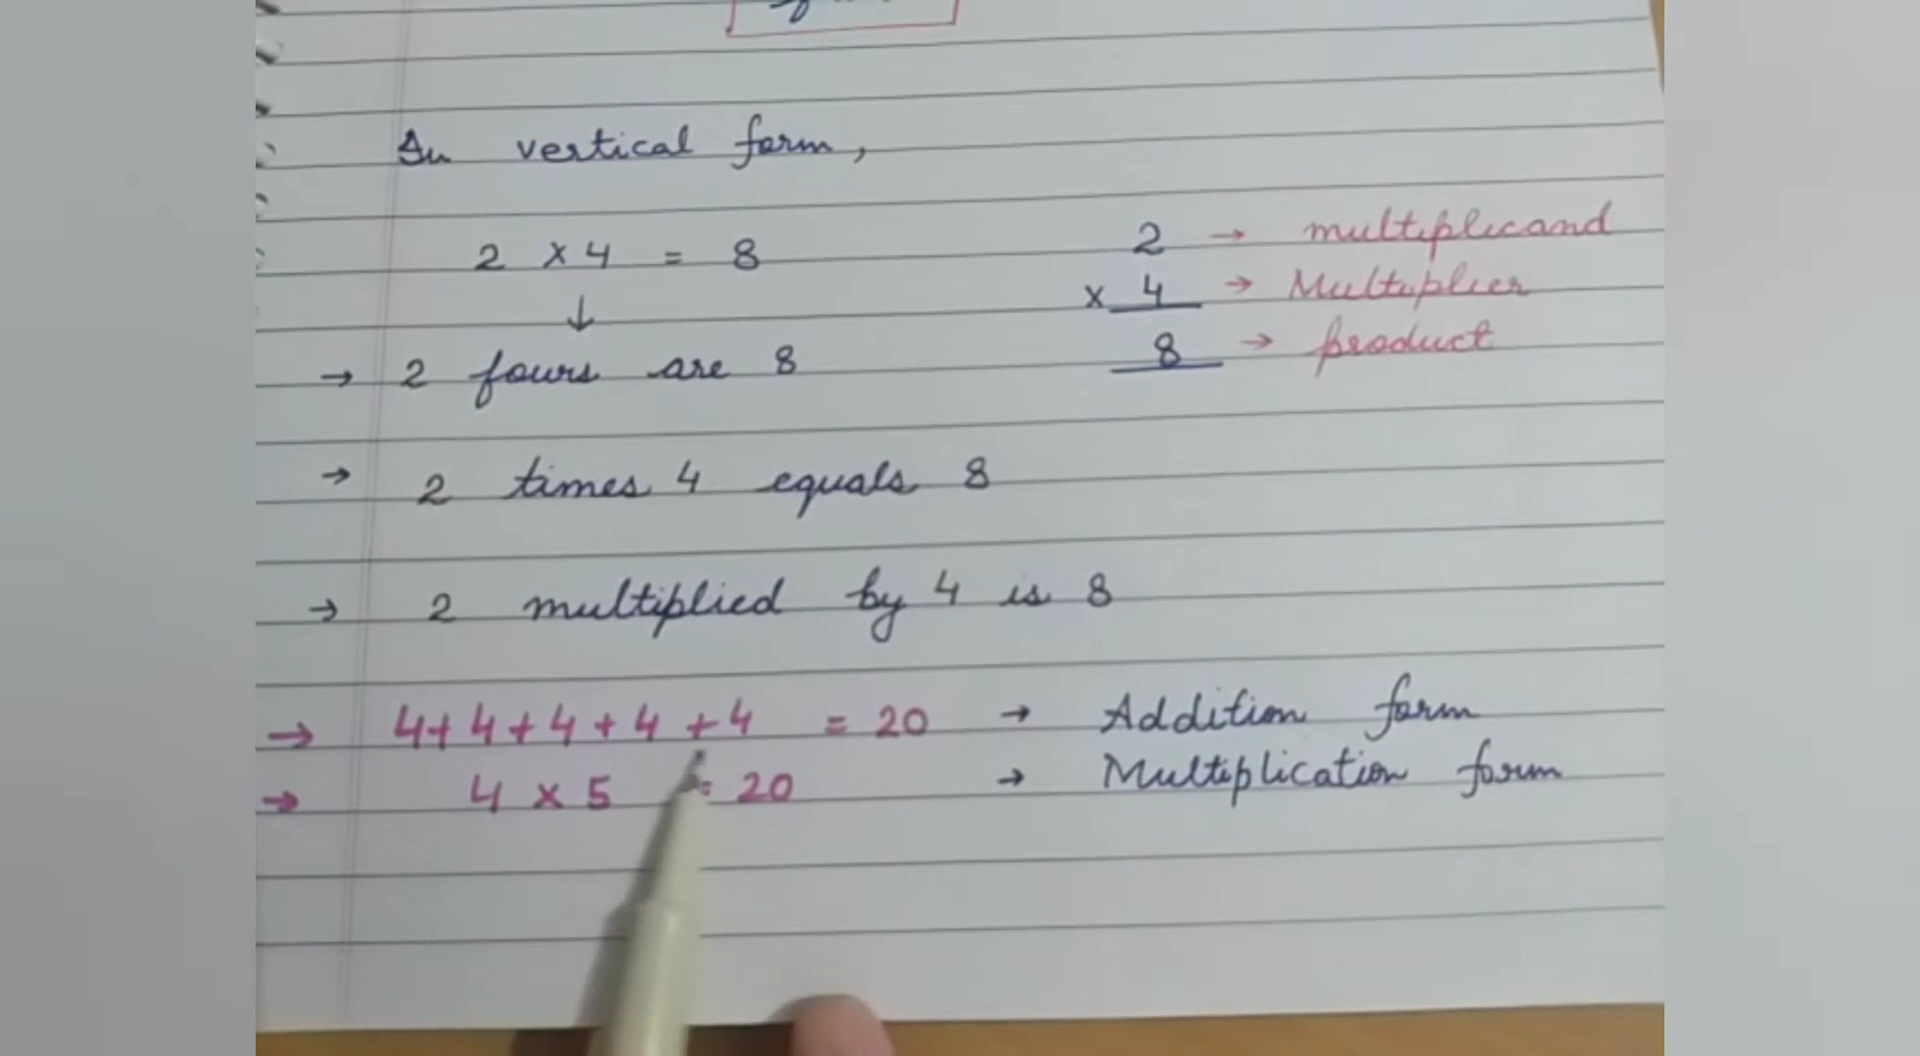 In vertical form,
2 × 4 = 8
↓
→ 2 fours are 8
2 → multiplicand
× 4 → Multiplier
8 → product
→ 2 times 4 equals 8
→ 2 multiplied by 4 is 8
→ 4+4+4+4+4 = 20 → Addition form
→ 4 × 5 = 20 → Multiplication form